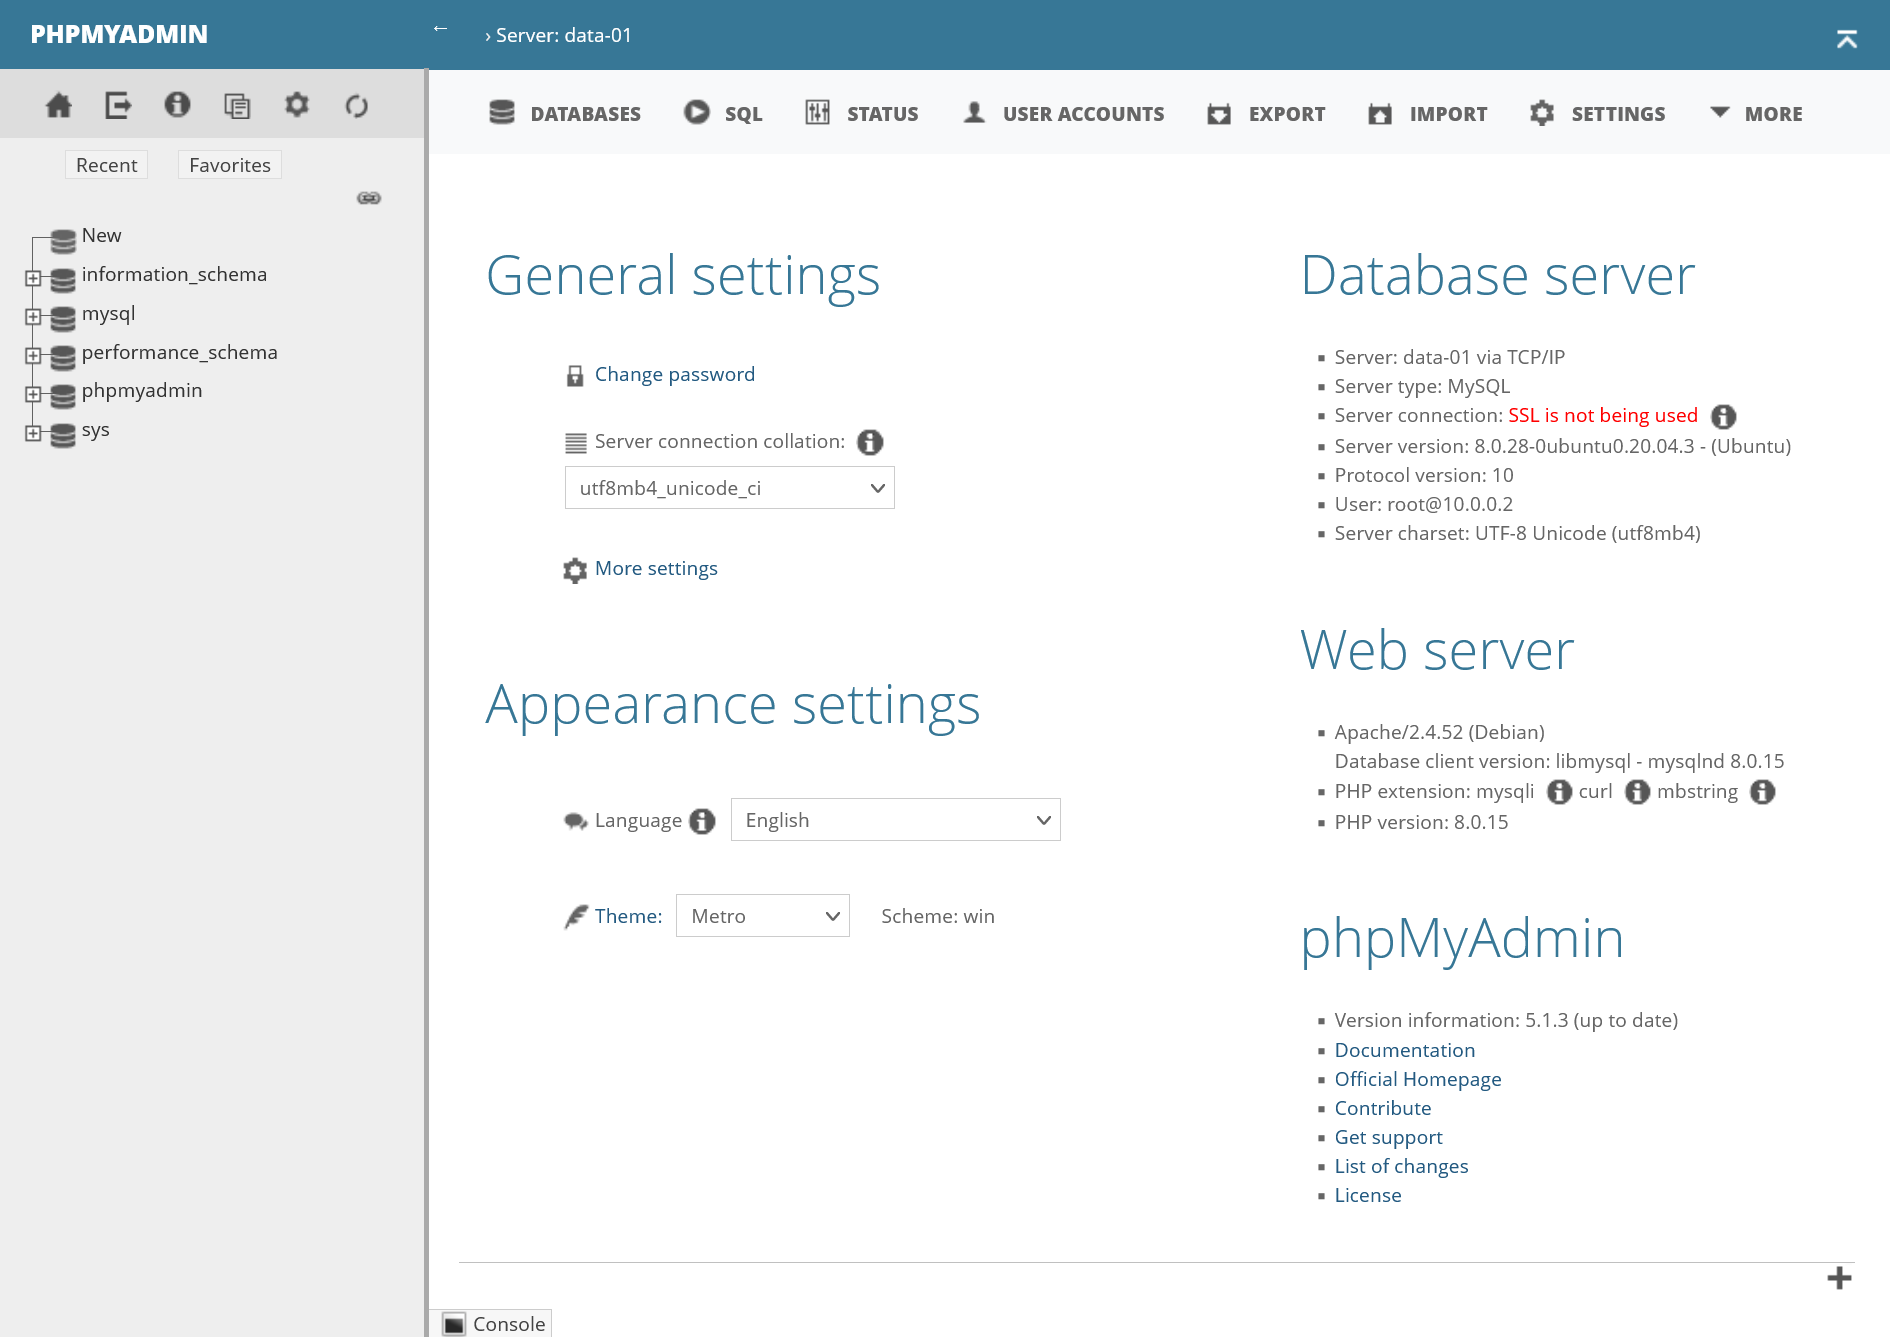 PHPMYADMIN
← › Server: data-01
Recent Favorites
New
information_schema
mysql
performance_schema
phpmyadmin
sys
DATABASES SQL STATUS USER ACCOUNTS EXPORT IMPORT SETTINGS MORE
General settings
Change password
Server connection collation:
utf8mb4_unicode_ci
More settings
Appearance settings
Language English
Theme: Metro Scheme: win
Database server
Server: data-01 via TCP/IP
Server type: MySQL
Server connection: SSL is not being used
Server version: 8.0.28-0ubuntu0.20.04.3 - (Ubuntu)
Protocol version: 10
User: root@10.0.0.2
Server charset: UTF-8 Unicode (utf8mb4)
Web server
Apache/2.4.52 (Debian)
Database client version: libmysql - mysqlnd 8.0.15
PHP extension: mysqli curl mbstring
PHP version: 8.0.15
phpMyAdmin
Version information: 5.1.3 (up to date)
Documentation
Official Homepage
Contribute
Get support
List of changes
License
Console